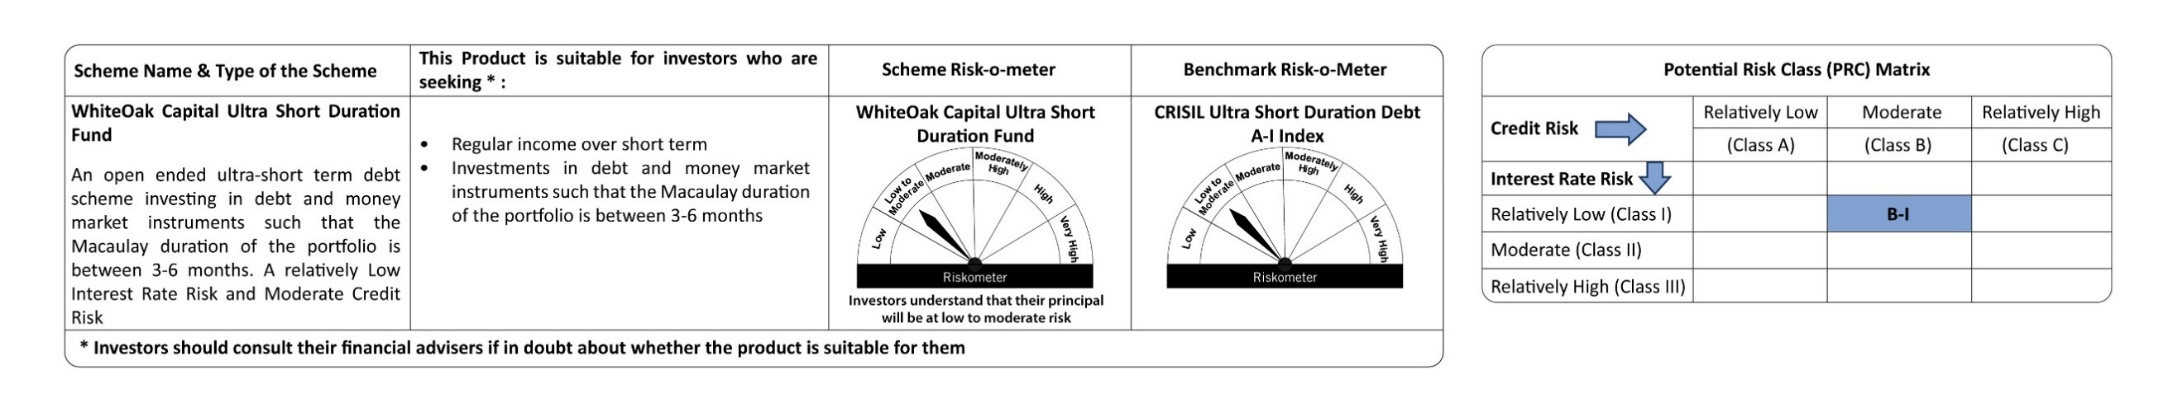 Scheme Name & Type of the Scheme
This Product is suitable for investors who are
seeking * :
Scheme Risk-o-meter
Benchmark Risk-o-Meter
WhiteOak Capital Ultra Short Duration
Fund
An open ended ultra-short term debt
scheme investing in debt and money
market instruments such that the
Macaulay duration of the portfolio is
between 3-6 months. A relatively Low
Interest Rate Risk and Moderate Credit
Risk
• Regular income over short term
• Investments in debt and money market
instruments such that the Macaulay duration
of the portfolio is between 3-6 months
WhiteOak Capital Ultra Short
Duration Fund
Low
Low to
Moderate
Moderate
Moderately
High
High
Very High
Riskometer
Investors understand that their principal
will be at low to moderate risk
CRISIL Ultra Short Duration Debt
A-I Index
Low
Low to
Moderate
Moderate
Moderately
High
High
Very High
Riskometer
* Investors should consult their financial advisers if in doubt about whether the product is suitable for them
Potential Risk Class (PRC) Matrix
Credit Risk
Relatively Low
Moderate
Relatively High
(Class A)
(Class B)
(Class C)
Interest Rate Risk
Relatively Low (Class I)
B-I
Moderate (Class II)
Relatively High (Class III)